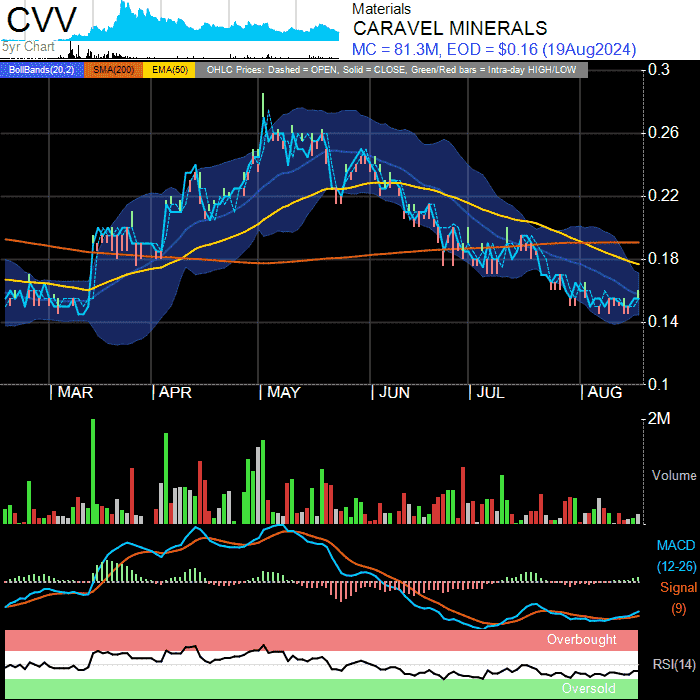 CVV
5yr Chart
Materials
CARAVEL MINERALS
MC = 81.3M, EOD = $0.16 (19Aug2024)
BollBands(20,2) SMA(200) EMA(50) OHLC Prices: Dashed = OPEN, Solid = CLOSE, Green/Red bars = Intra-day HIGH/LOW
0.3
0.26
0.22
0.18
0.14
0.1
MAR APR MAY JUN JUL AUG
2M
Volume
MACD
(12-26)
Signal
(9)
Overbought
RSI(14)
Oversold